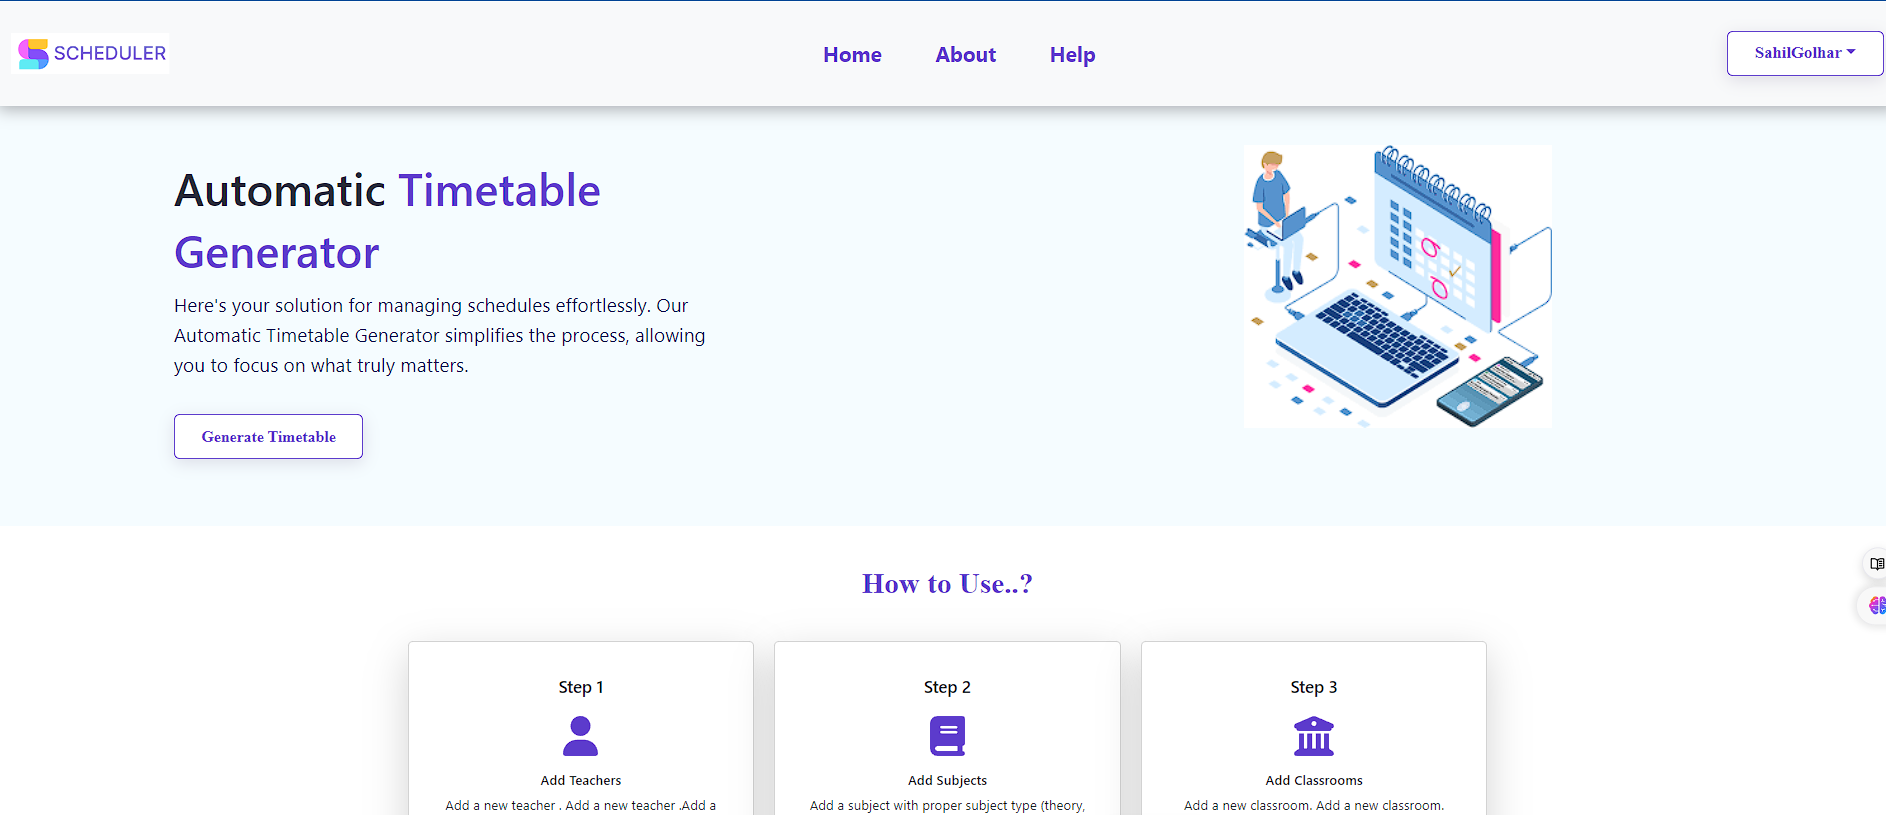 SCHEDULER
Home About Help
SahilGolhar
Automatic Timetable
Generator
Here's your solution for managing schedules effortlessly. Our
Automatic Timetable Generator simplifies the process, allowing
you to focus on what truly matters.
Generate Timetable
How to Use..?
Step 1
Add Teachers
Add a new teacher . Add a new teacher .Add a
Step 2
Add Subjects
Add a subject with proper subject type (theory,
Step 3
Add Classrooms
Add a new classroom. Add a new classroom.